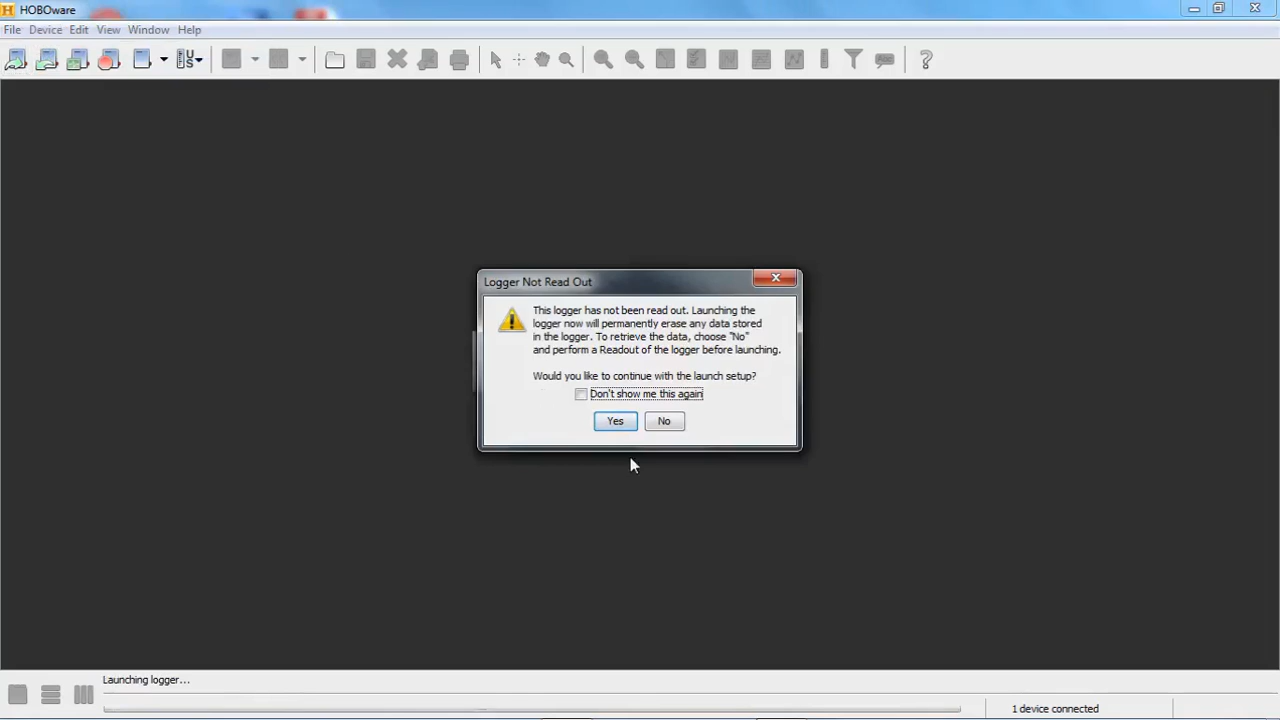 HOBOware
File Device Edit View Window Help
Logger Not Read Out
This logger has not been read out. Launching the
logger now will permanently erase any data stored
in the logger. To retrieve the data, choose "No"
and perform a Readout of the logger before launching.
Would you like to continue with the launch setup?
Don't show me this again
Yes No
Launching logger...
1 device connected